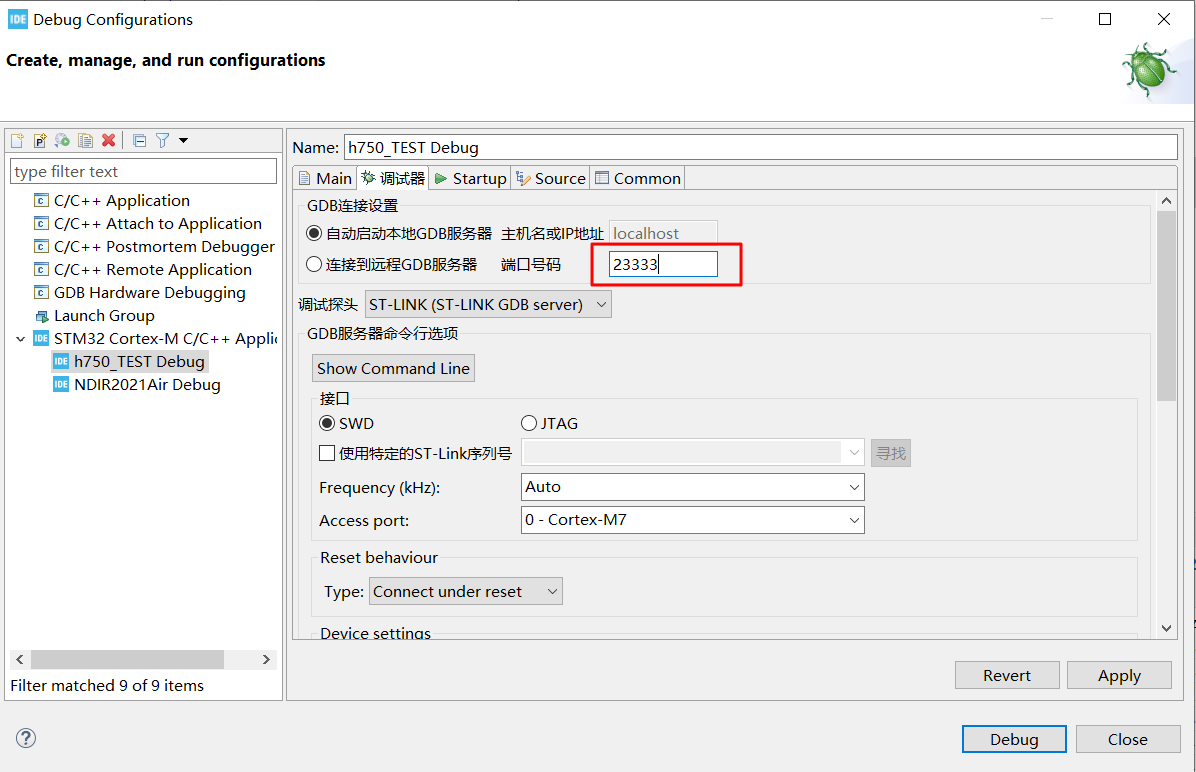 IDE Debug Configurations
Create, manage, and run configurations
type filter text
C/C++ Application
C/C++ Attach to Application
C/C++ Postmortem Debugger
C/C++ Remote Application
GDB Hardware Debugging
Launch Group
IDE STM32 Cortex-M C/C++ Applic
IDE h750_TEST Debug
IDE NDIR2021Air Debug
Filter matched 9 of 9 items
Name: h750_TEST Debug
Main 调试器 Startup Source Common
GDB连接设置
自动启动本地GDB服务器 主机名或IP地址 localhost
连接到远程GDB服务器 端口号码 23333
调试探头 ST-LINK (ST-LINK GDB server)
GDB服务器命令行选项
Show Command Line
接口
SWD JTAG
使用特定的ST-Link序列号 寻找
Frequency (kHz): Auto
Access port: 0 - Cortex-M7
Reset behaviour
Type: Connect under reset
Device settings
Revert Apply
? Debug Close